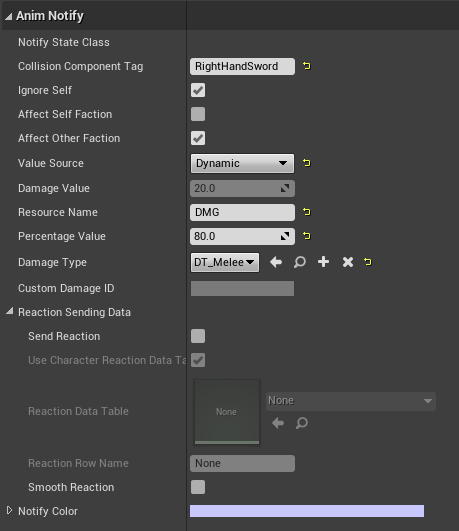 Anim Notify
Notify State Class
Collision Component Tag RightHandSword
Ignore Self
Affect Self Faction
Affect Other Faction
Value Source Dynamic
Damage Value 20.0
Resource Name DMG
Percentage Value 80.0
Damage Type DT_Melee
Custom Damage ID
Reaction Sending Data
Send Reaction
Use Character Reaction Data Ta
None
Reaction Data Table None
Reaction Row Name None
Smooth Reaction
Notify Color